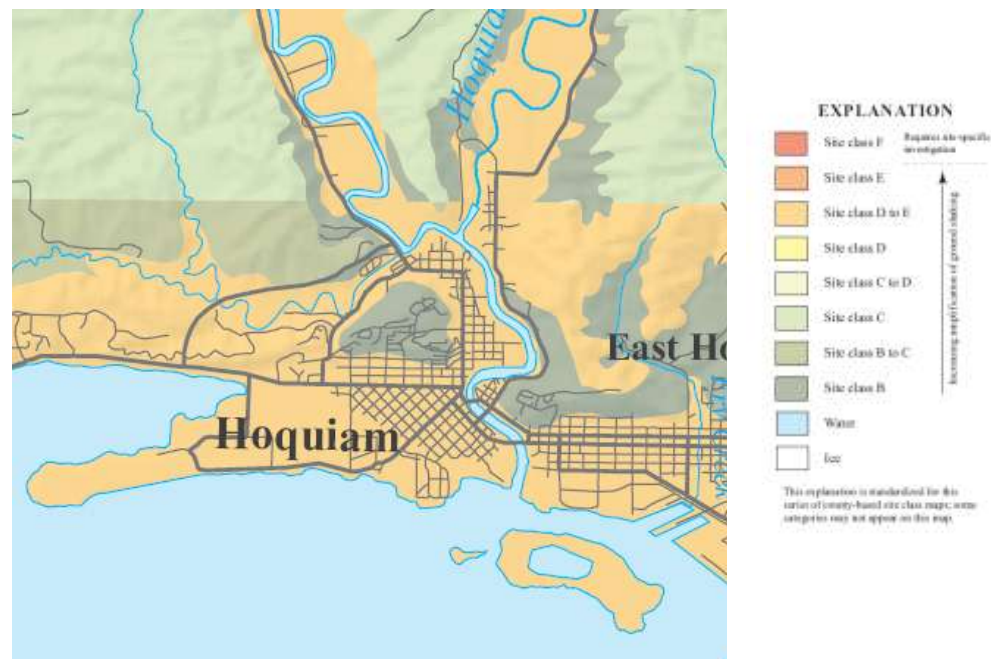 Hoquia
Hoquiam
East Ho
Creek
EXPLANATION
Site class F
Requires site-specific
investigation
Site class E
Site class D to E
Site class D
Site class C to D
Site class C
Site class B to C
Site class B
Water
Ice
Increasing amplification of ground shaking
This explanation is standardized for this
series of county-based site class maps; some
categories may not appear on this map.